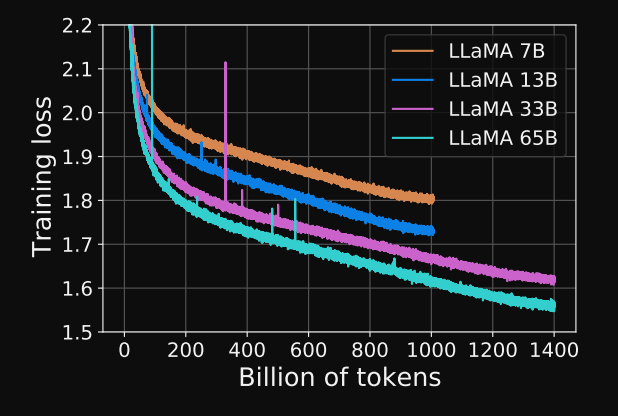 2.2
2.1
2.0
1.9
1.8
1.7
1.6
1.5
Training loss
LLaMA 7B
LLaMA 13B
LLaMA 33B
LLaMA 65B
0 200 400 600 800 1000 1200 1400
Billion of tokens